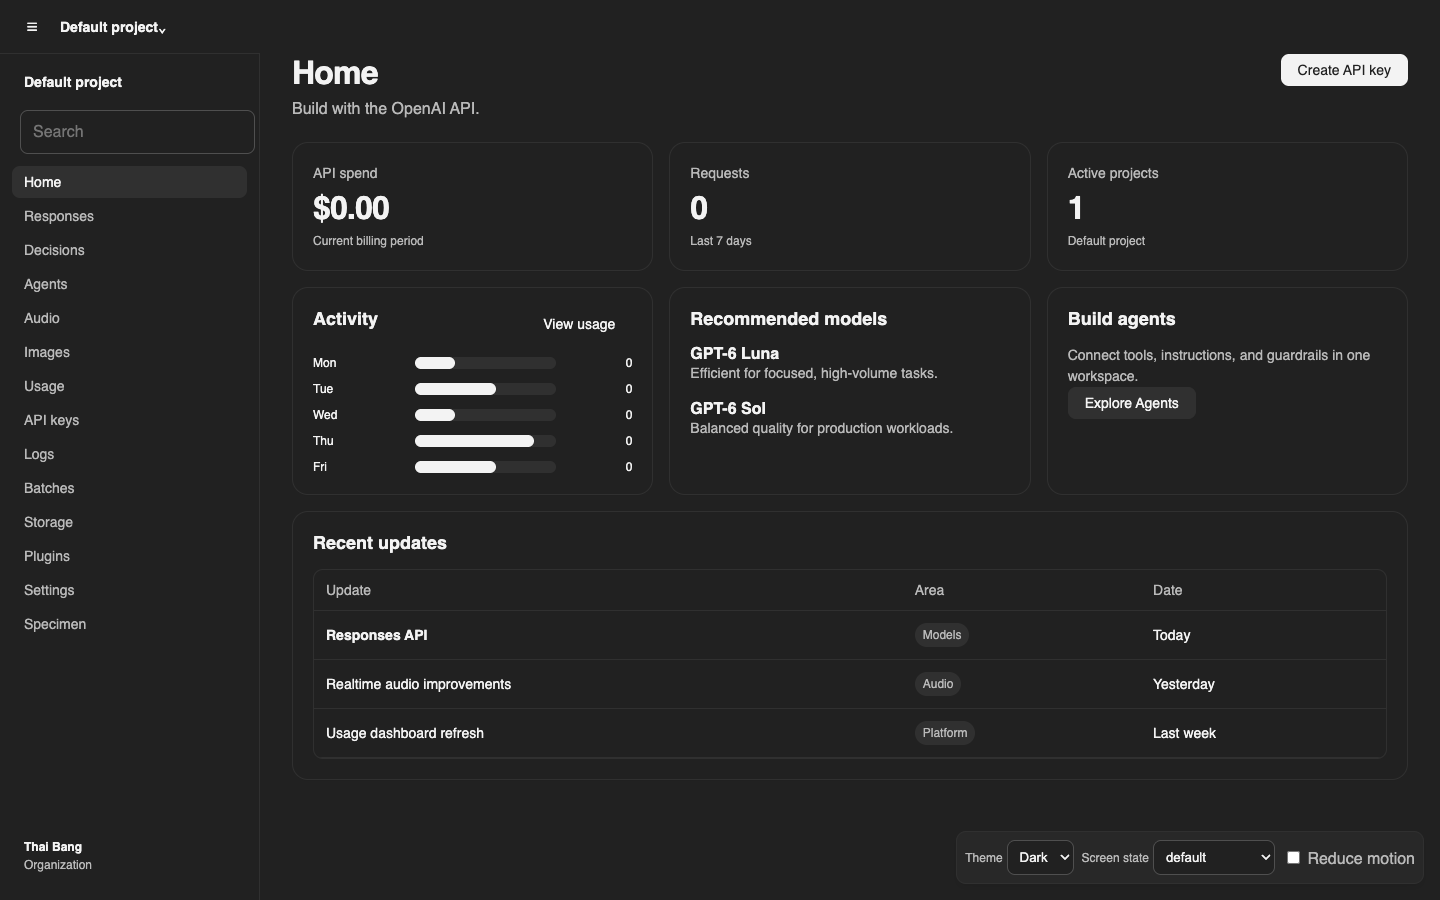 Default project
Default project
Search
Home
Responses
Decisions
Agents
Audio
Images
Usage
API keys
Logs
Batches
Storage
Plugins
Settings
Specimen
Thai Bang
Organization
Home
Build with the OpenAI API.
Create API key
API spend
$0.00
Current billing period
Requests
0
Last 7 days
Active projects
1
Default project
Activity
View usage
Mon 0
Tue 0
Wed 0
Thu 0
Fri 0
Recommended models
GPT-6 Luna
Efficient for focused, high-volume tasks.
GPT-6 Sol
Balanced quality for production workloads.
Build agents
Connect tools, instructions, and guardrails in one
workspace.
Explore Agents
Recent updates
Update Area Date
Responses API Models Today
Realtime audio improvements Audio Yesterday
Usage dashboard refresh Platform Last week
Theme Dark Screen state default Reduce motion